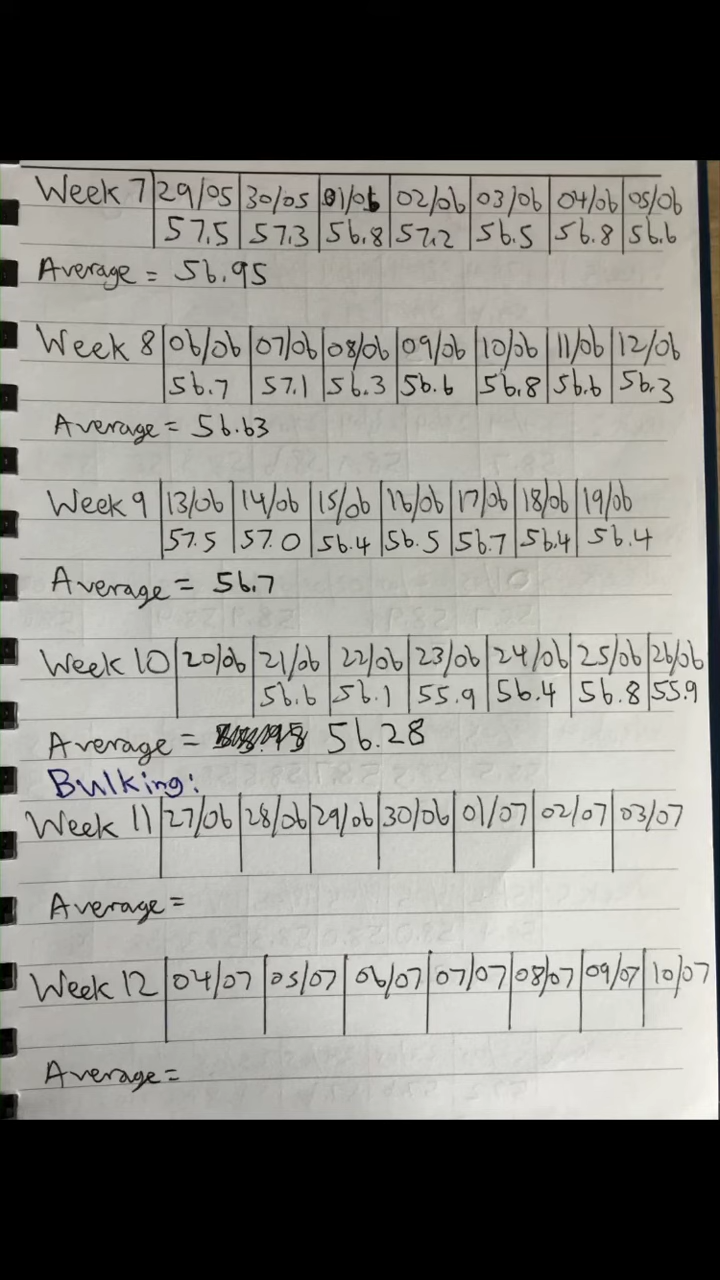 Week 7 29/05 30/05 01/06 02/06 03/06 04/06 05/06
57.5 57.3 56.8 57.2 56.5 56.8 56.6
Average = 56.95
Week 8 06/06 07/06 08/06 09/06 10/06 11/06 12/06
56.7 57.1 56.3 56.6 56.8 56.6 56.3
Average = 56.63
Week 9 13/06 14/06 15/06 16/06 17/06 18/06 19/06
57.5 57.0 56.4 56.5 56.7 56.4 56.4
Average = 56.7
Week 10 20/06 21/06 22/06 23/06 24/06 25/06 26/06
56.6 56.1 55.9 56.4 56.8 55.9
Average = 56.28
Bulking:
Week 11 27/06 28/06 29/06 30/06 01/07 02/07 03/07
Average =
Week 12 04/07 05/07 06/07 07/07 08/07 09/07 10/07
Average =